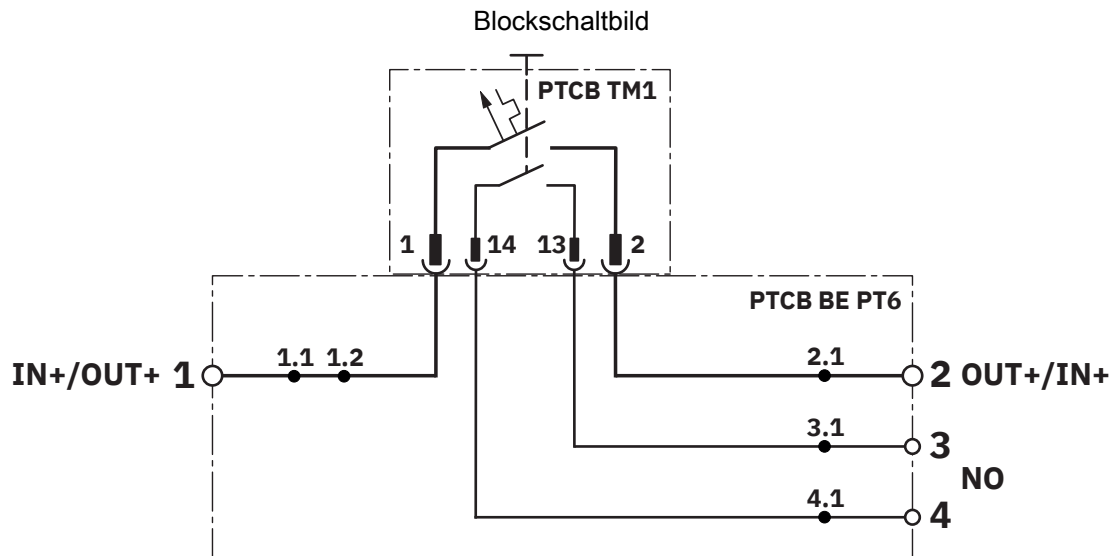 Blockschaltbild
PTCB TM1
1 14 13 2
PTCB BE PT6
IN+/OUT+ 1 1.1 1.2 2.1 2 OUT+/IN+
3.1 3
NO
4.1 4